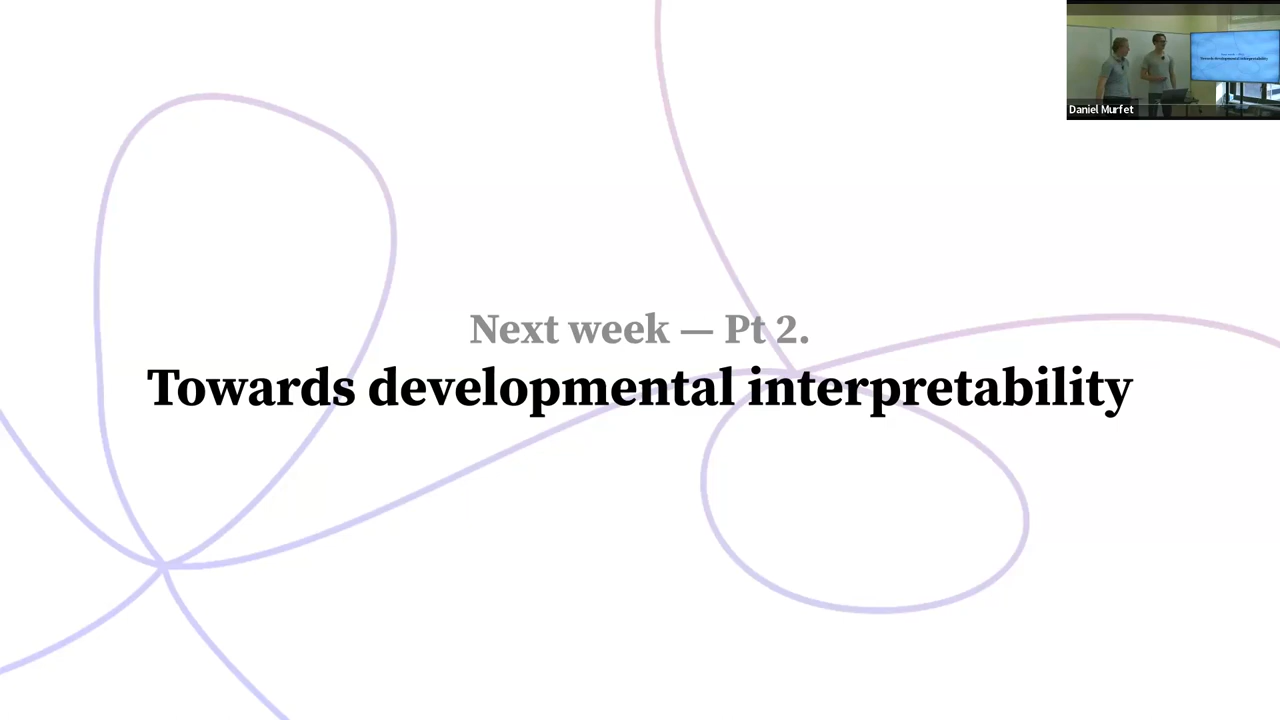 Daniel Murfet
Next week — Pt 2.
Towards developmental interpretability